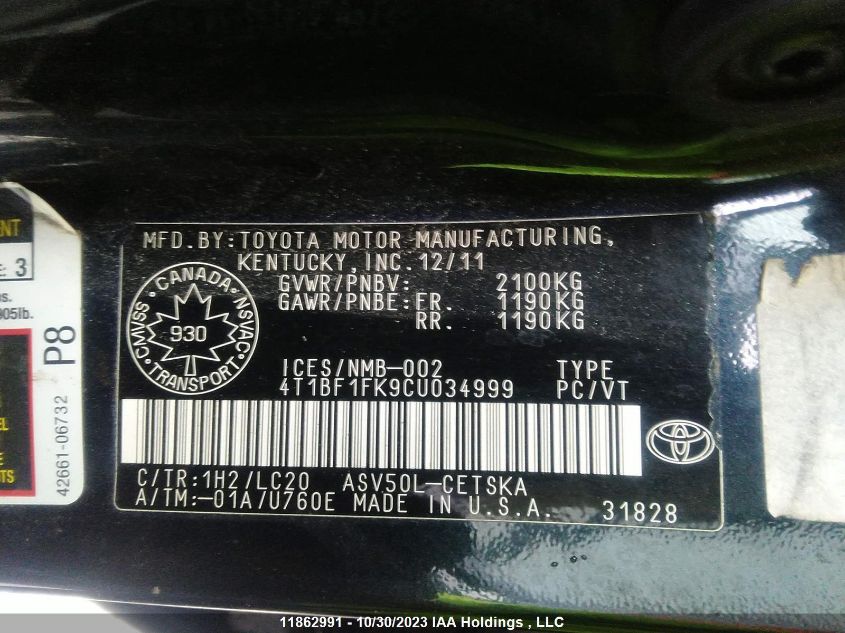 MFD. BY: TOYOTA MOTOR MANUFACTURING,
KENTUCKY, INC. 12/11
GVWR/PNBV: 2100KG
GAWR/PNBE: FR. 1190KG
RR. 1190KG
CANADA
CMVSS
NSVAC
930
TRANSPORT
ICES/NMB-002 TYPE
4T1BF1FK9CU034999 PC/VT
C/TR: 1H2/LC20 ASV50L-CETSKA
A/TM: -01A/U760E MADE IN U.S.A. 31828
3
905lb.
P8
42661-06732
11862991 - 10/30/2023 IAA Holdings , LLC